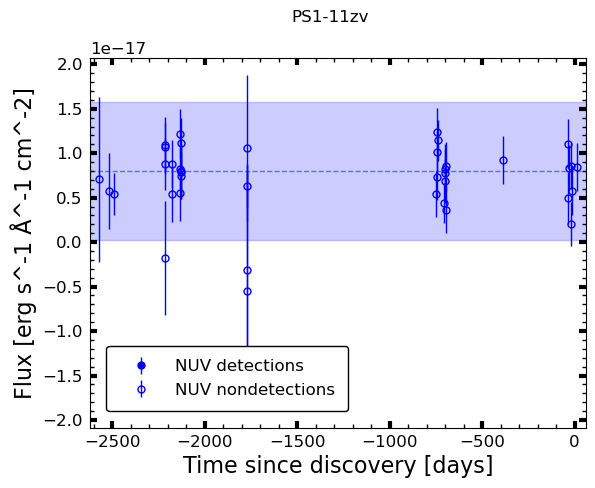 PS1-11zv
1e−17
2.0
1.5
1.0
0.5
0.0
−0.5
−1.0
−1.5
−2.0
Flux [erg s^-1 Å^-1 cm^-2]
NUV detections
NUV nondetections
−2500 −2000 −1500 −1000 −500 0
Time since discovery [days]